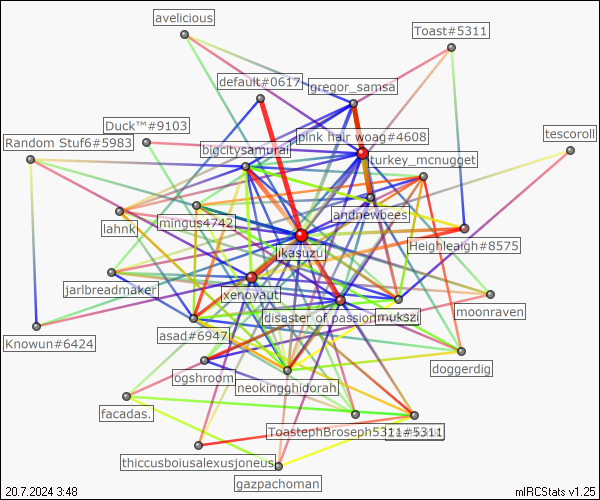 avelicious
Toast#5311
default#0617
gregor_samsa
Duck™#9103
pink hair woag#4608
tescoroll
Random Stuf6#5983
bigcitysamurai
turkey_mcnugget
andnewbees
lahnk
mingus4742
Heighleaigh#8575
ikasuzu
jarlbreadmaker
xenovaut
moonraven
disaster of passion
mukszi
asad#6947
Knowun#6424
doggerdig
ogshroom
neokingghidorah
facadas.
ToastephBroseph5311#5311
thiccusboiusalexusjoneus
gazpachoman
20.7.2024 3:48
mIRCStats v1.25